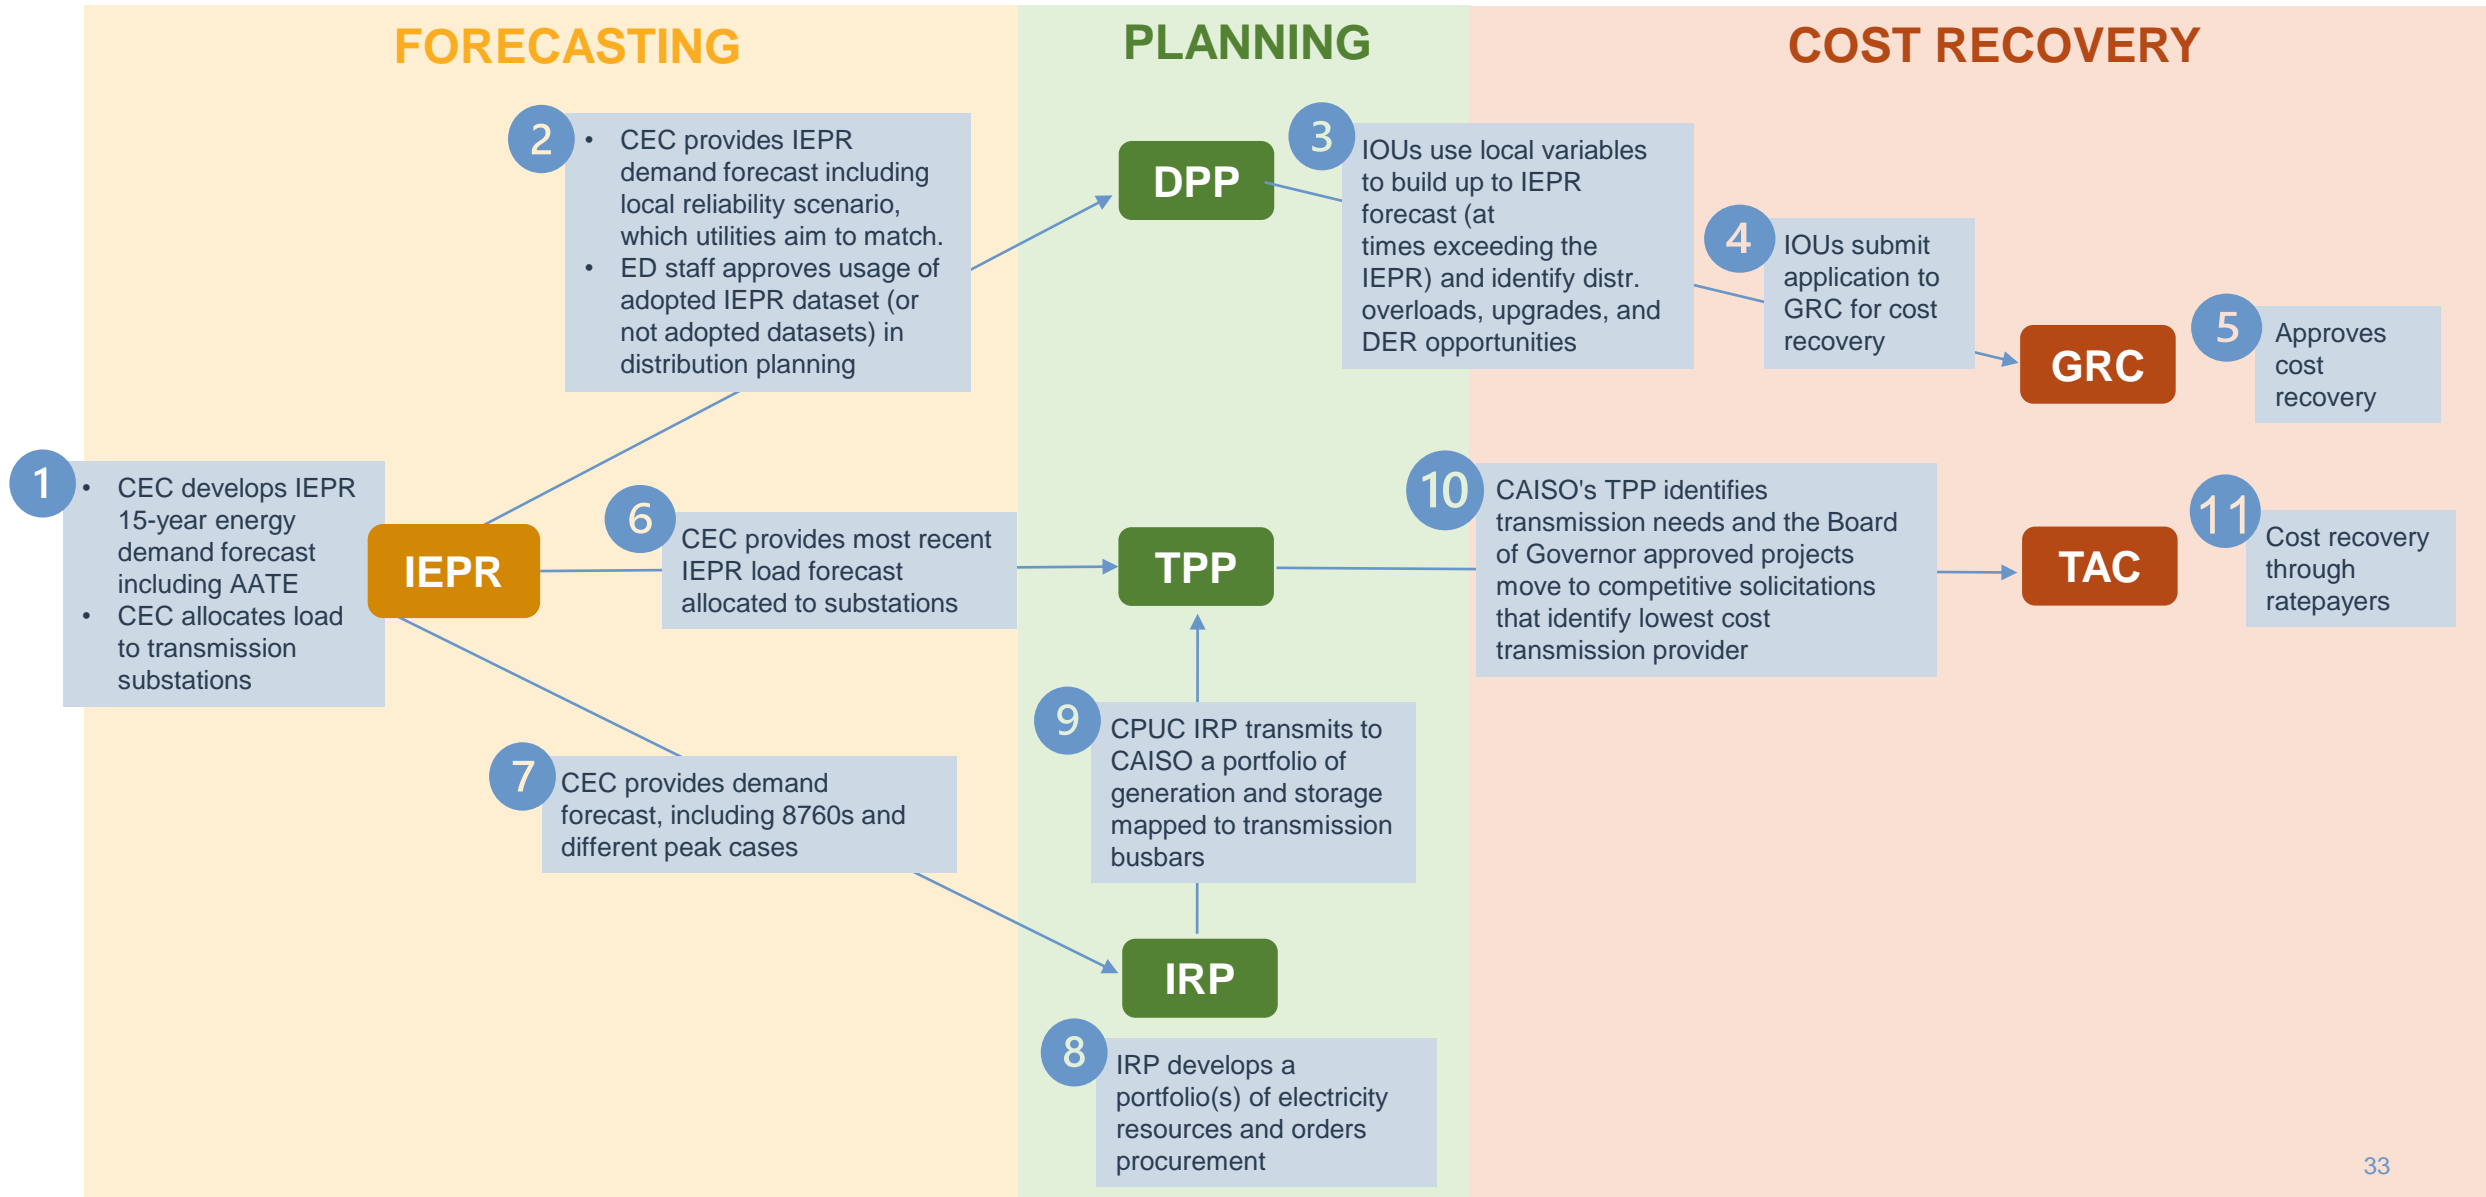 FORECASTING
PLANNING
COST RECOVERY
1
• CEC develops IEPR
15-year energy
demand forecast
including AATE
• CEC allocates load
to transmission
substations
IEPR
2
• CEC provides IEPR
demand forecast including
local reliability scenario,
which utilities aim to match.
• ED staff approves usage of
adopted IEPR dataset (or
not adopted datasets) in
distribution planning
DPP
3
IOUs use local variables
to build up to IEPR
forecast (at
times exceeding the
IEPR) and identify distr.
overloads, upgrades, and
DER opportunities
4
IOUs submit
application to
GRC for cost
recovery
GRC
5
Approves
cost
recovery
6
CEC provides most recent
IEPR load forecast
allocated to substations
TPP
7
CEC provides demand
forecast, including 8760s and
different peak cases
IRP
8
IRP develops a
portfolio(s) of electricity
resources and orders
procurement
9
CPUC IRP transmits to
CAISO a portfolio of
generation and storage
mapped to transmission
busbars
10
CAISO's TPP identifies
transmission needs and the Board
of Governor approved projects
move to competitive solicitations
that identify lowest cost
transmission provider
TAC
11
Cost recovery
through
ratepayers
33